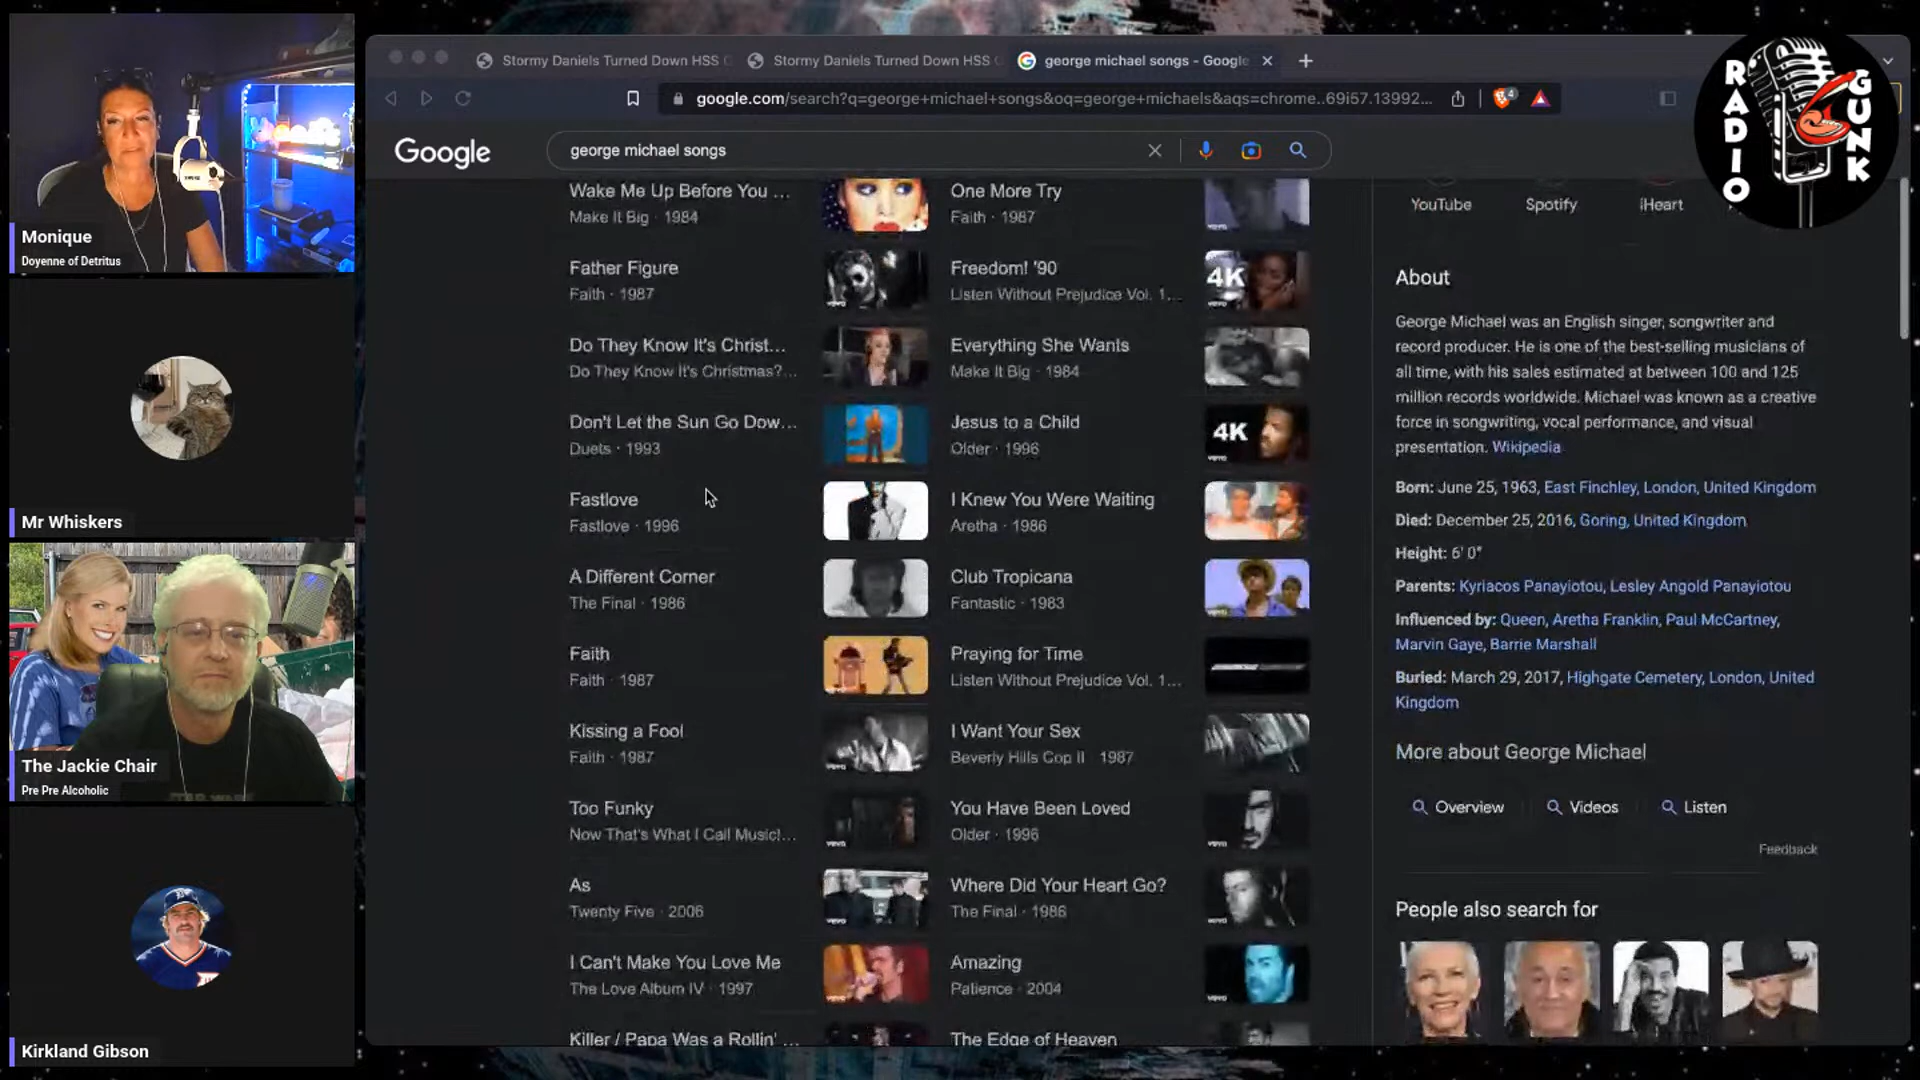 Stormy Daniels Turned Down HSS
Stormy Daniels Turned Down HSS
george michael songs - Google
google.com/search?q=george+michael+songs&oq=george+michaels&aqs=chrome..69i57.13992...
4
RADIO
GUNK
Google
george michael songs
Wake Me Up Before You ...
Make It Big · 1984
One More Try
Faith · 1987
Father Figure
Faith · 1987
Freedom! '90
Listen Without Prejudice Vol. 1...
4K
Do They Know It's Christ...
Do They Know It's Christmas?...
Everything She Wants
Make It Big · 1984
Don't Let the Sun Go Dow...
Duets · 1993
Jesus to a Child
Older · 1996
4K
Fastlove
Fastlove · 1996
I Knew You Were Waiting
Aretha · 1986
A Different Corner
The Final · 1986
Club Tropicana
Fantastic · 1983
Faith
Faith · 1987
Praying for Time
Listen Without Prejudice Vol. 1...
Kissing a Fool
Faith · 1987
I Want Your Sex
Beverly Hills Cop II · 1987
Too Funky
Now That's What I Call Music!...
You Have Been Loved
Older · 1996
As
Twenty Five · 2006
Where Did Your Heart Go?
The Final · 1986
I Can't Make You Love Me
The Love Album IV · 1997
Amazing
Patience · 2004
Killer / Papa Was a Rollin' ...
The Edge of Heaven
YouTube
Spotify
iHeart
About
George Michael was an English singer, songwriter and
record producer. He is one of the best-selling musicians of
all time, with his sales estimated at between 100 and 125
million records worldwide. Michael was known as a creative
force in songwriting, vocal performance, and visual
presentation. Wikipedia
Born: June 25, 1963, East Finchley, London, United Kingdom
Died: December 25, 2016, Goring, United Kingdom
Height: 6' 0"
Parents: Kyriacos Panayiotou, Lesley Angold Panayiotou
Influenced by: Queen, Aretha Franklin, Paul McCartney,
Marvin Gaye, Barrie Marshall
Buried: March 29, 2017, Highgate Cemetery, London, United
Kingdom
More about George Michael
Overview
Videos
Listen
Feedback
People also search for
Monique
Doyenne of Detritus
Mr Whiskers
The Jackie Chair
Pre Pre Alcoholic
Kirkland Gibson